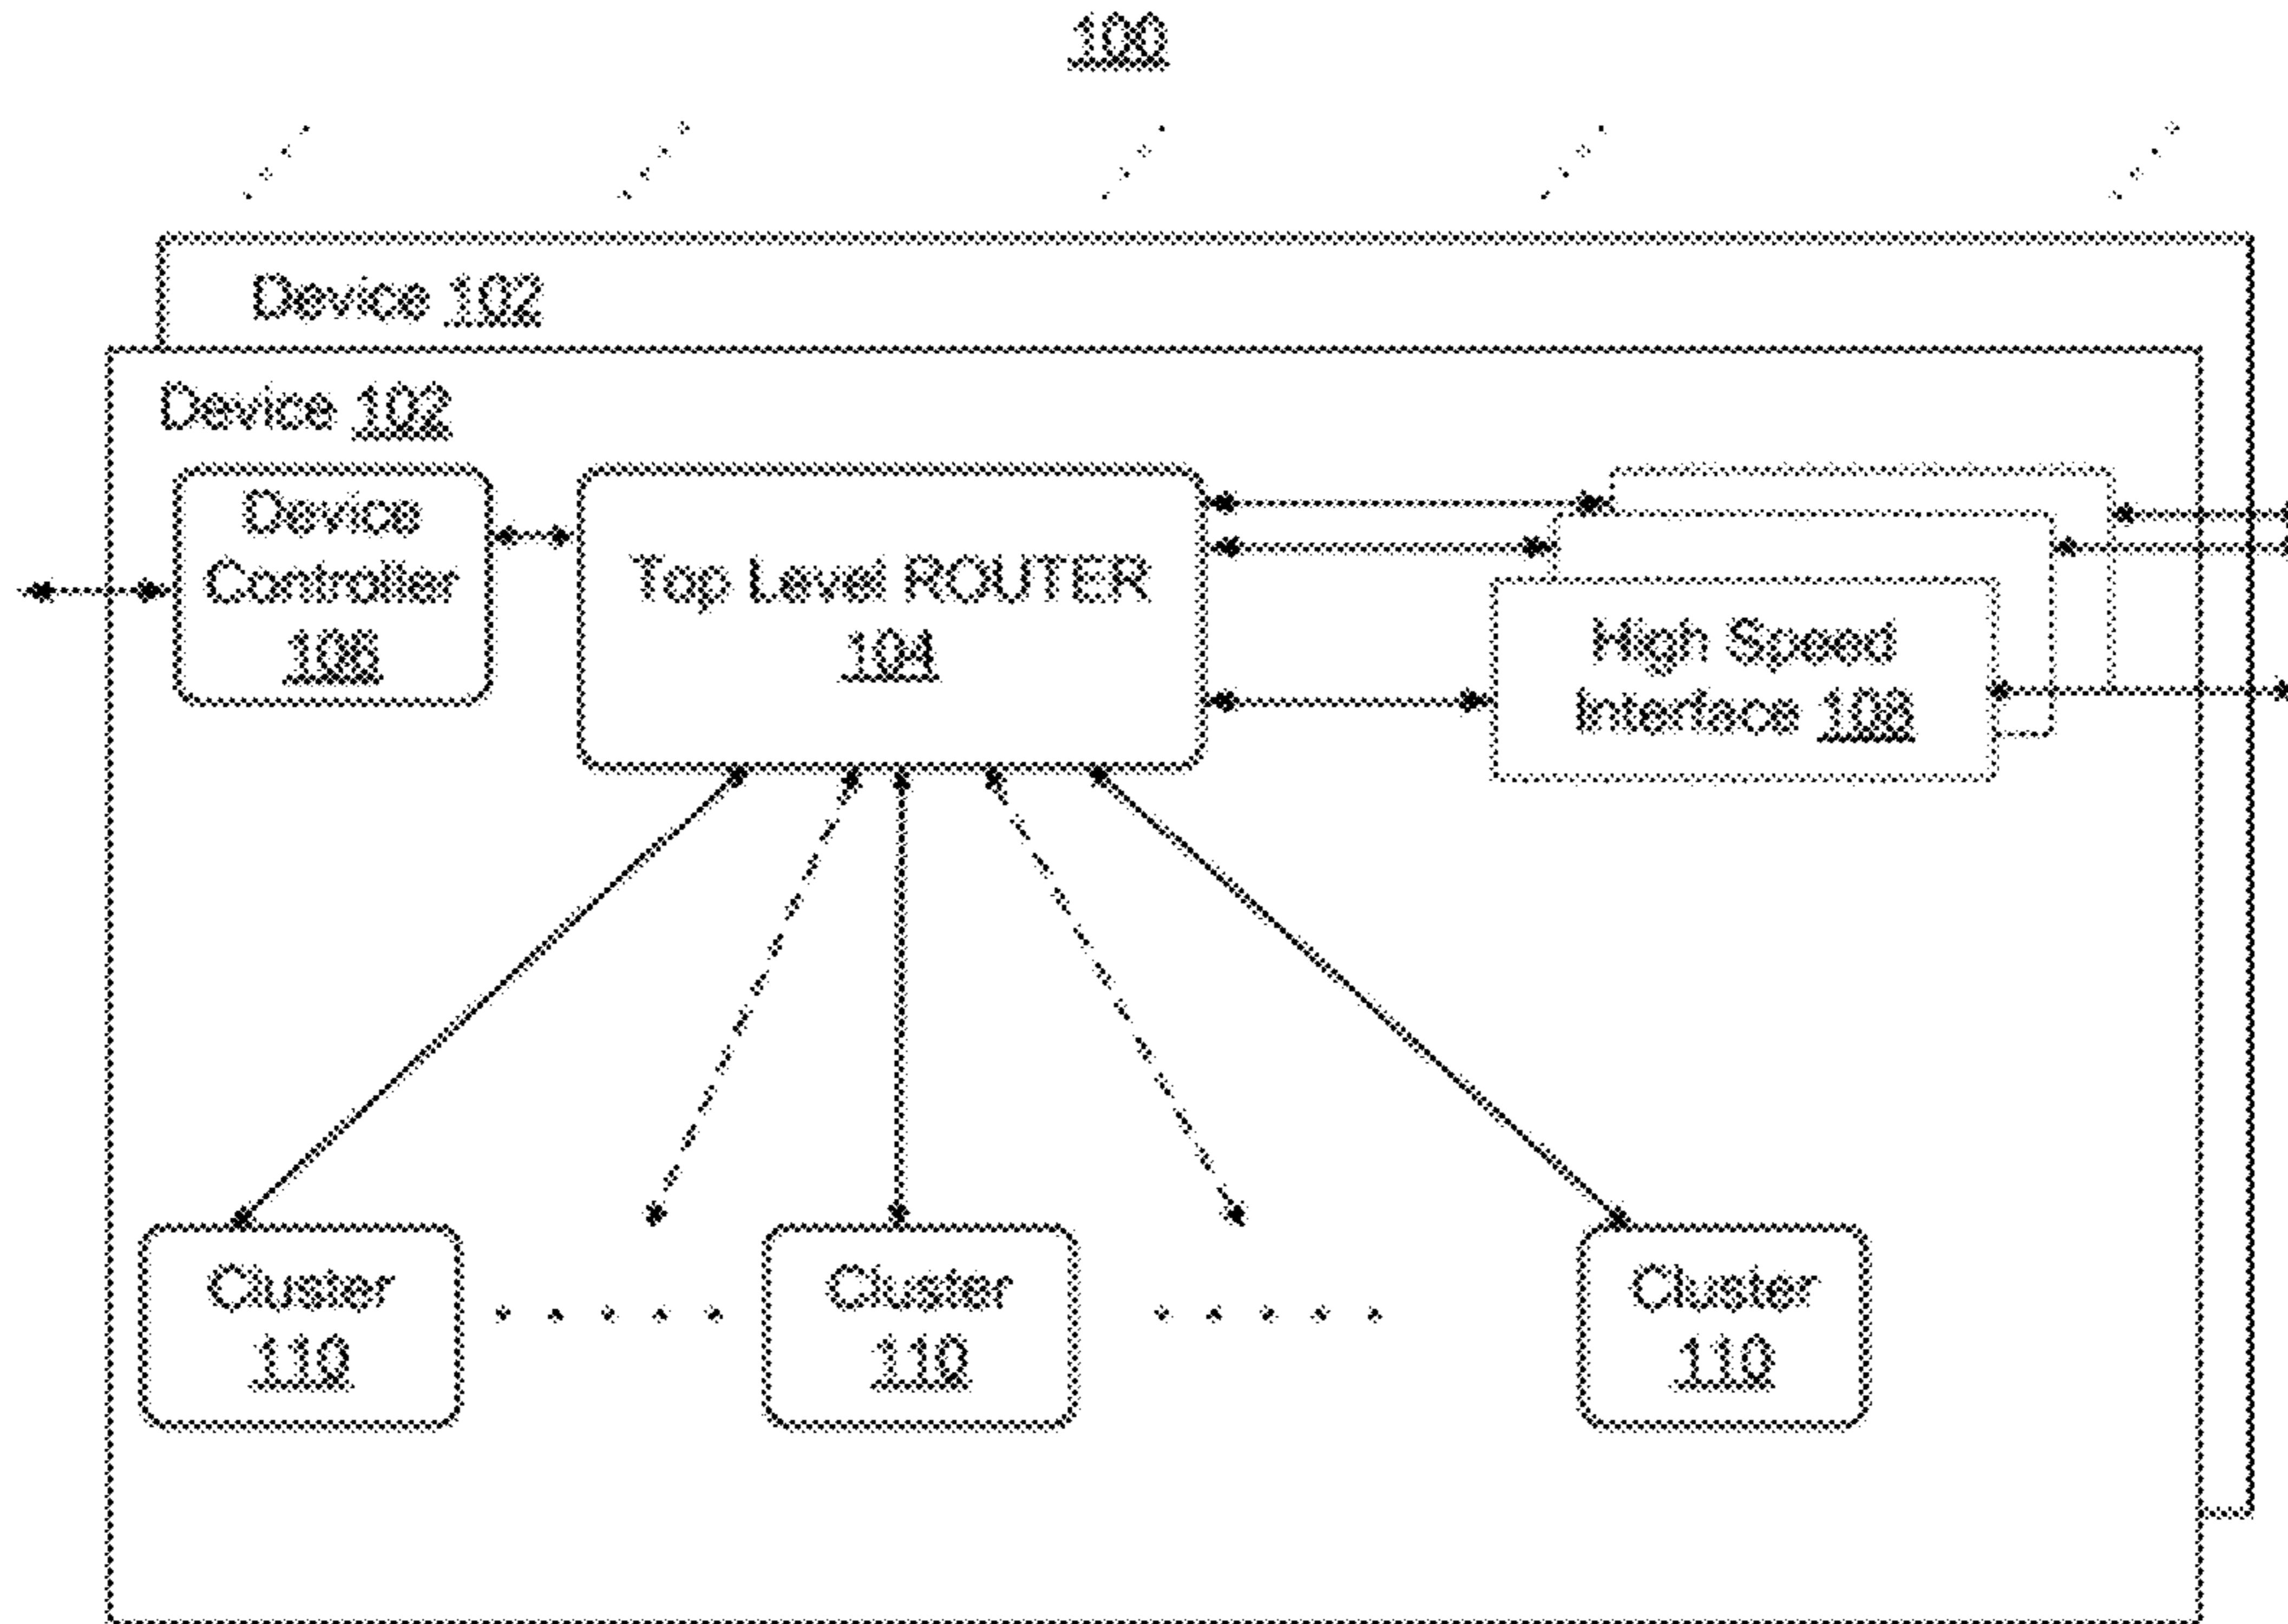 100
Device 102
Device 102
Device
Controller
106
Top Level ROUTER
104
High Speed
Interface 108
Cluster
110
Cluster
110
Cluster
110